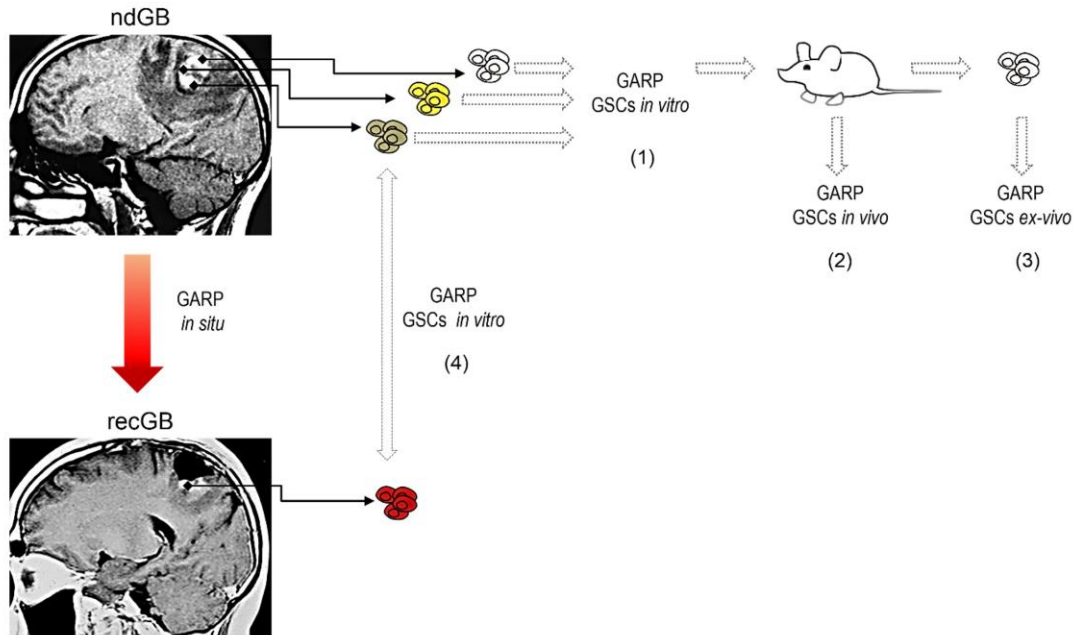 ndGB
GARP
GSCs in vitro
(1)
GARP
GSCs in vivo
(2)
GARP
GSCs ex-vivo
(3)
GARP
in situ
GARP
GSCs in vitro
(4)
recGB